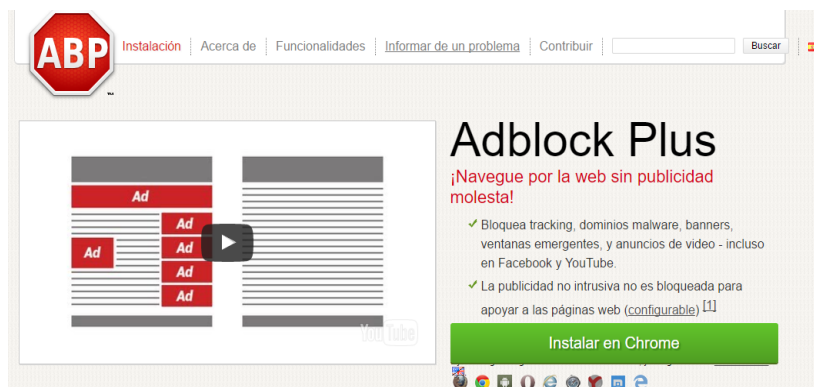 ABP
™
Instalación Acerca de Funcionalidades Informar de un problema Contribuir Buscar
Adblock Plus
¡Navegue por la web sin publicidad
molesta!
Ad
Ad
Ad
Ad
Ad
Ad
YouTube
Bloquea tracking, dominios malware, banners,
ventanas emergentes, y anuncios de video - incluso
en Facebook y YouTube.
La publicidad no intrusiva no es bloqueada para
apoyar a las páginas web (configurable) [1]
Instalar en Chrome